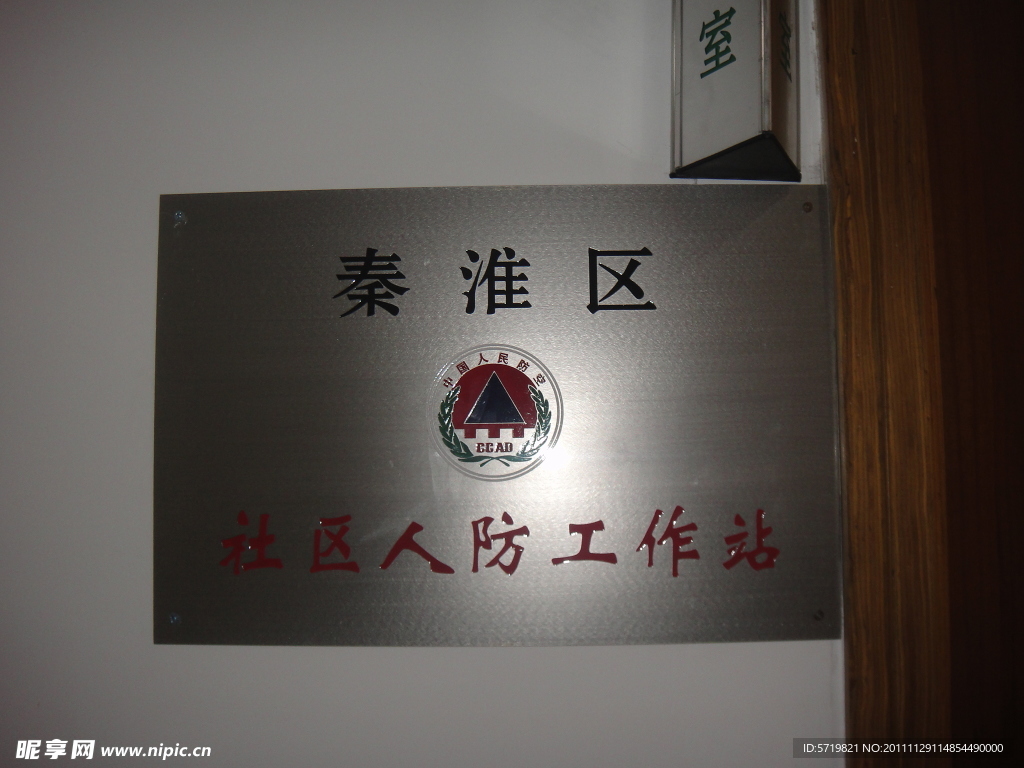 室
秦淮区
中国人民防空
CCAD
社区人防工作站
昵享网 www.nipic.cn
ID:5719821 NO:20111129114854490000